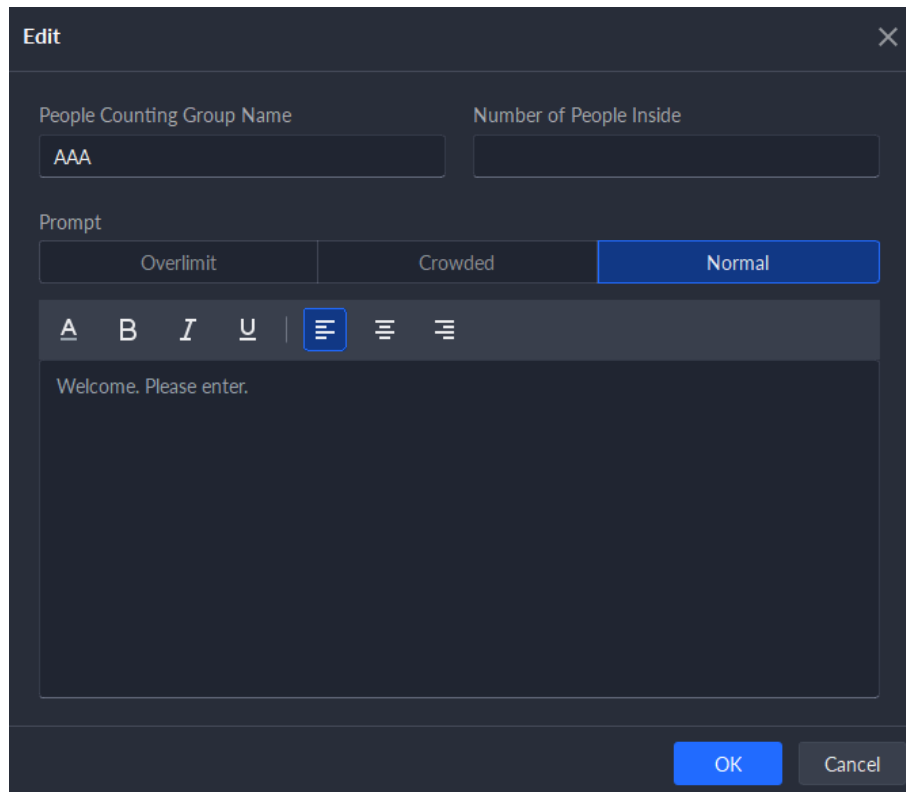 Edit
People Counting Group Name
Number of People Inside
AAA
Prompt
Overlimit Crowded Normal
A B I U
Welcome. Please enter.
OK Cancel